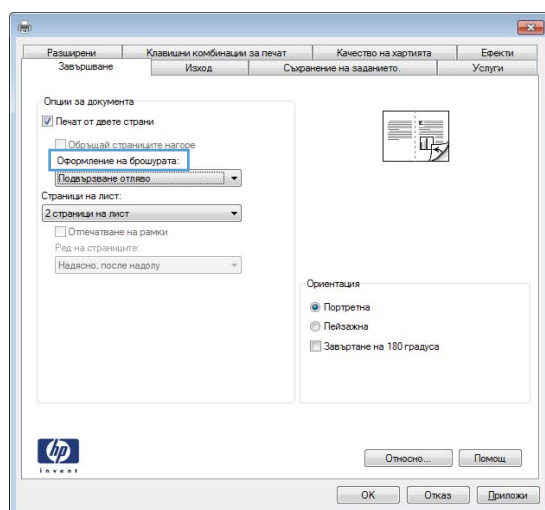 Разширени Клавишни комбинации за печат Качество на хартията Ефекти
Завършване Изход Съхранение на заданието. Услуги
Опции за документа
Печат от двете страни
Обръщай страниците нагоре
Оформление на брошурата:
Подвързване отляво
Страници на лист:
2 страници на лист
Отпечатване на рамки
Ред на страниците:
Надясно, после надолу
Ориентация
Портретна
Пейзажна
Завъртане на 180 градуса
hp
invent
Относно... Помощ
OK Отказ Приложи